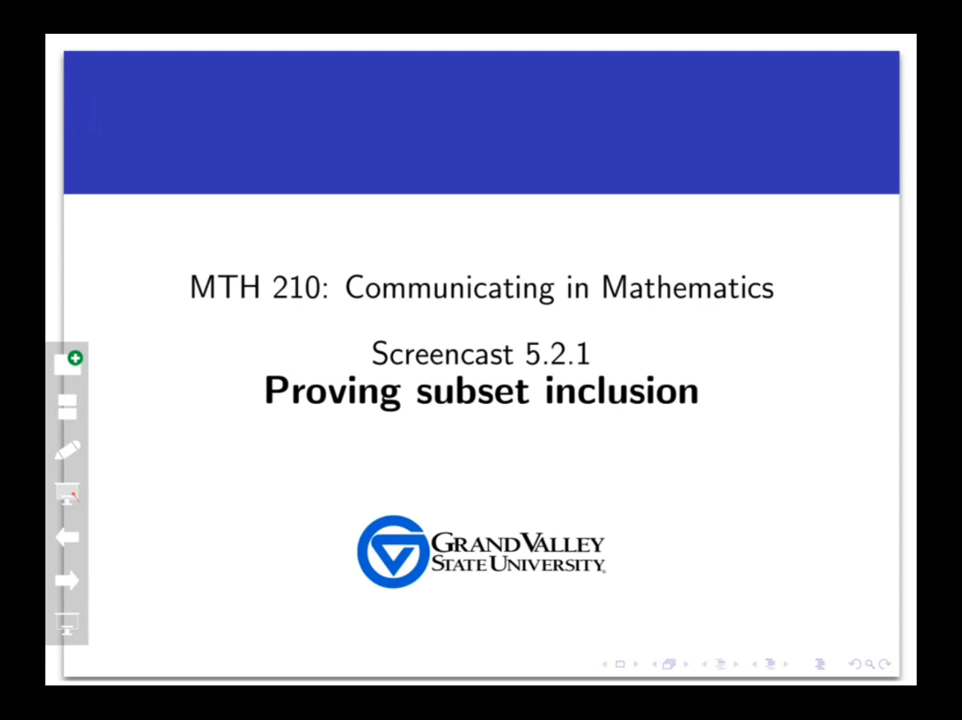 MTH 210: Communicating in Mathematics
Screencast 5.2.1
Proving subset inclusion
GRAND VALLEY
STATE UNIVERSITY